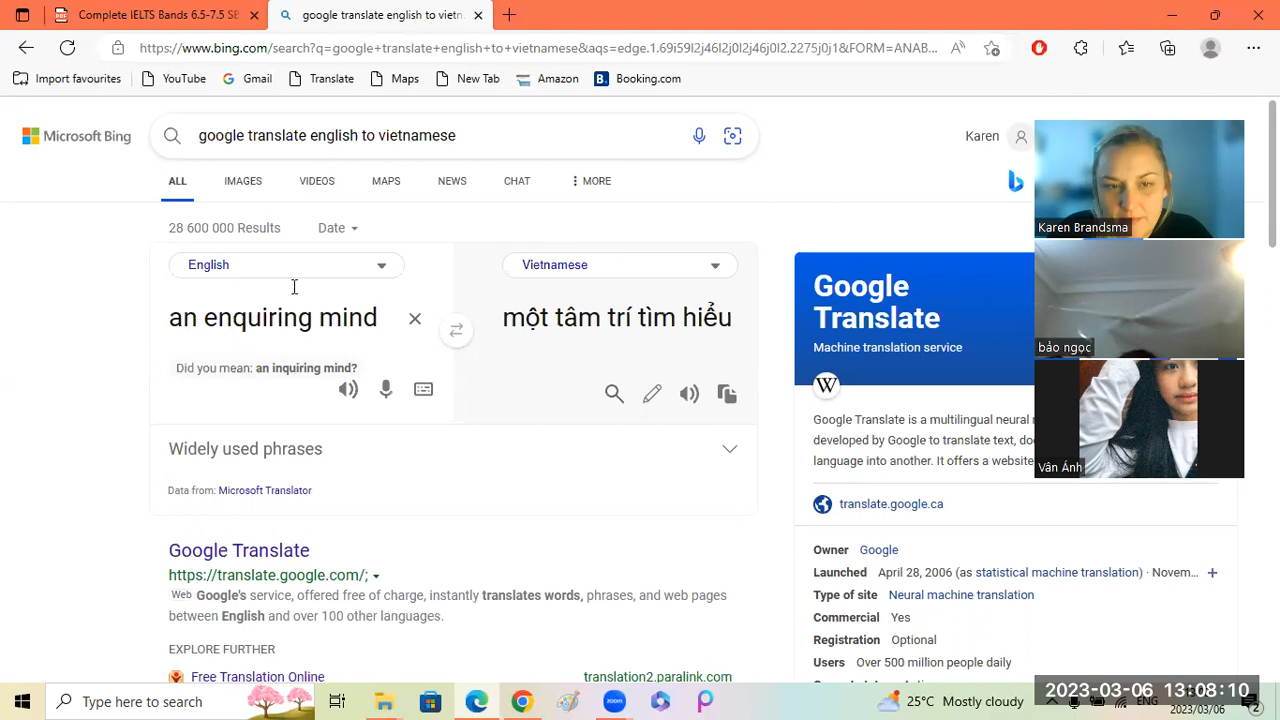 Complete IELTS Bands 6.5-7.5 SB
google translate english to vietn
https://www.bing.com/search?q=google+translate+english+to+vietnamese&aqs=edge.1.69i59l2j46l2j0l2j46j0l2.2275j0j1&FORM=ANAB...
Import favourites
YouTube
Gmail
Translate
Maps
New Tab
Amazon
Booking.com
Microsoft Bing
google translate english to vietnamese
Karen
ALL IMAGES VIDEOS MAPS NEWS CHAT MORE
28 600 000 Results Date
English
Vietnamese
an enquiring mind
một tâm trí tìm hiểu
Did you mean: an inquiring mind?
Widely used phrases
Data from: Microsoft Translator
Google Translate
https://translate.google.com/;
Web Google's service, offered free of charge, instantly translates words, phrases, and web pages
between English and over 100 other languages.
EXPLORE FURTHER
Free Translation Online translation2.paralink.com
Google
Translate
Machine translation service
W
Google Translate is a multilingual neural
developed by Google to translate text, do
language into another. It offers a website
translate.google.ca
Owner Google
Launched April 28, 2006 (as statistical machine translation) · Novem...
Type of site Neural machine translation
Commercial Yes
Registration Optional
Users Over 500 million people daily
Karen Brandsma
bảo ngọc
Vân Ánh
Type here to search
25°C Mostly cloudy
ENG
2023/03/06
2
2023-03-06 13:08:10